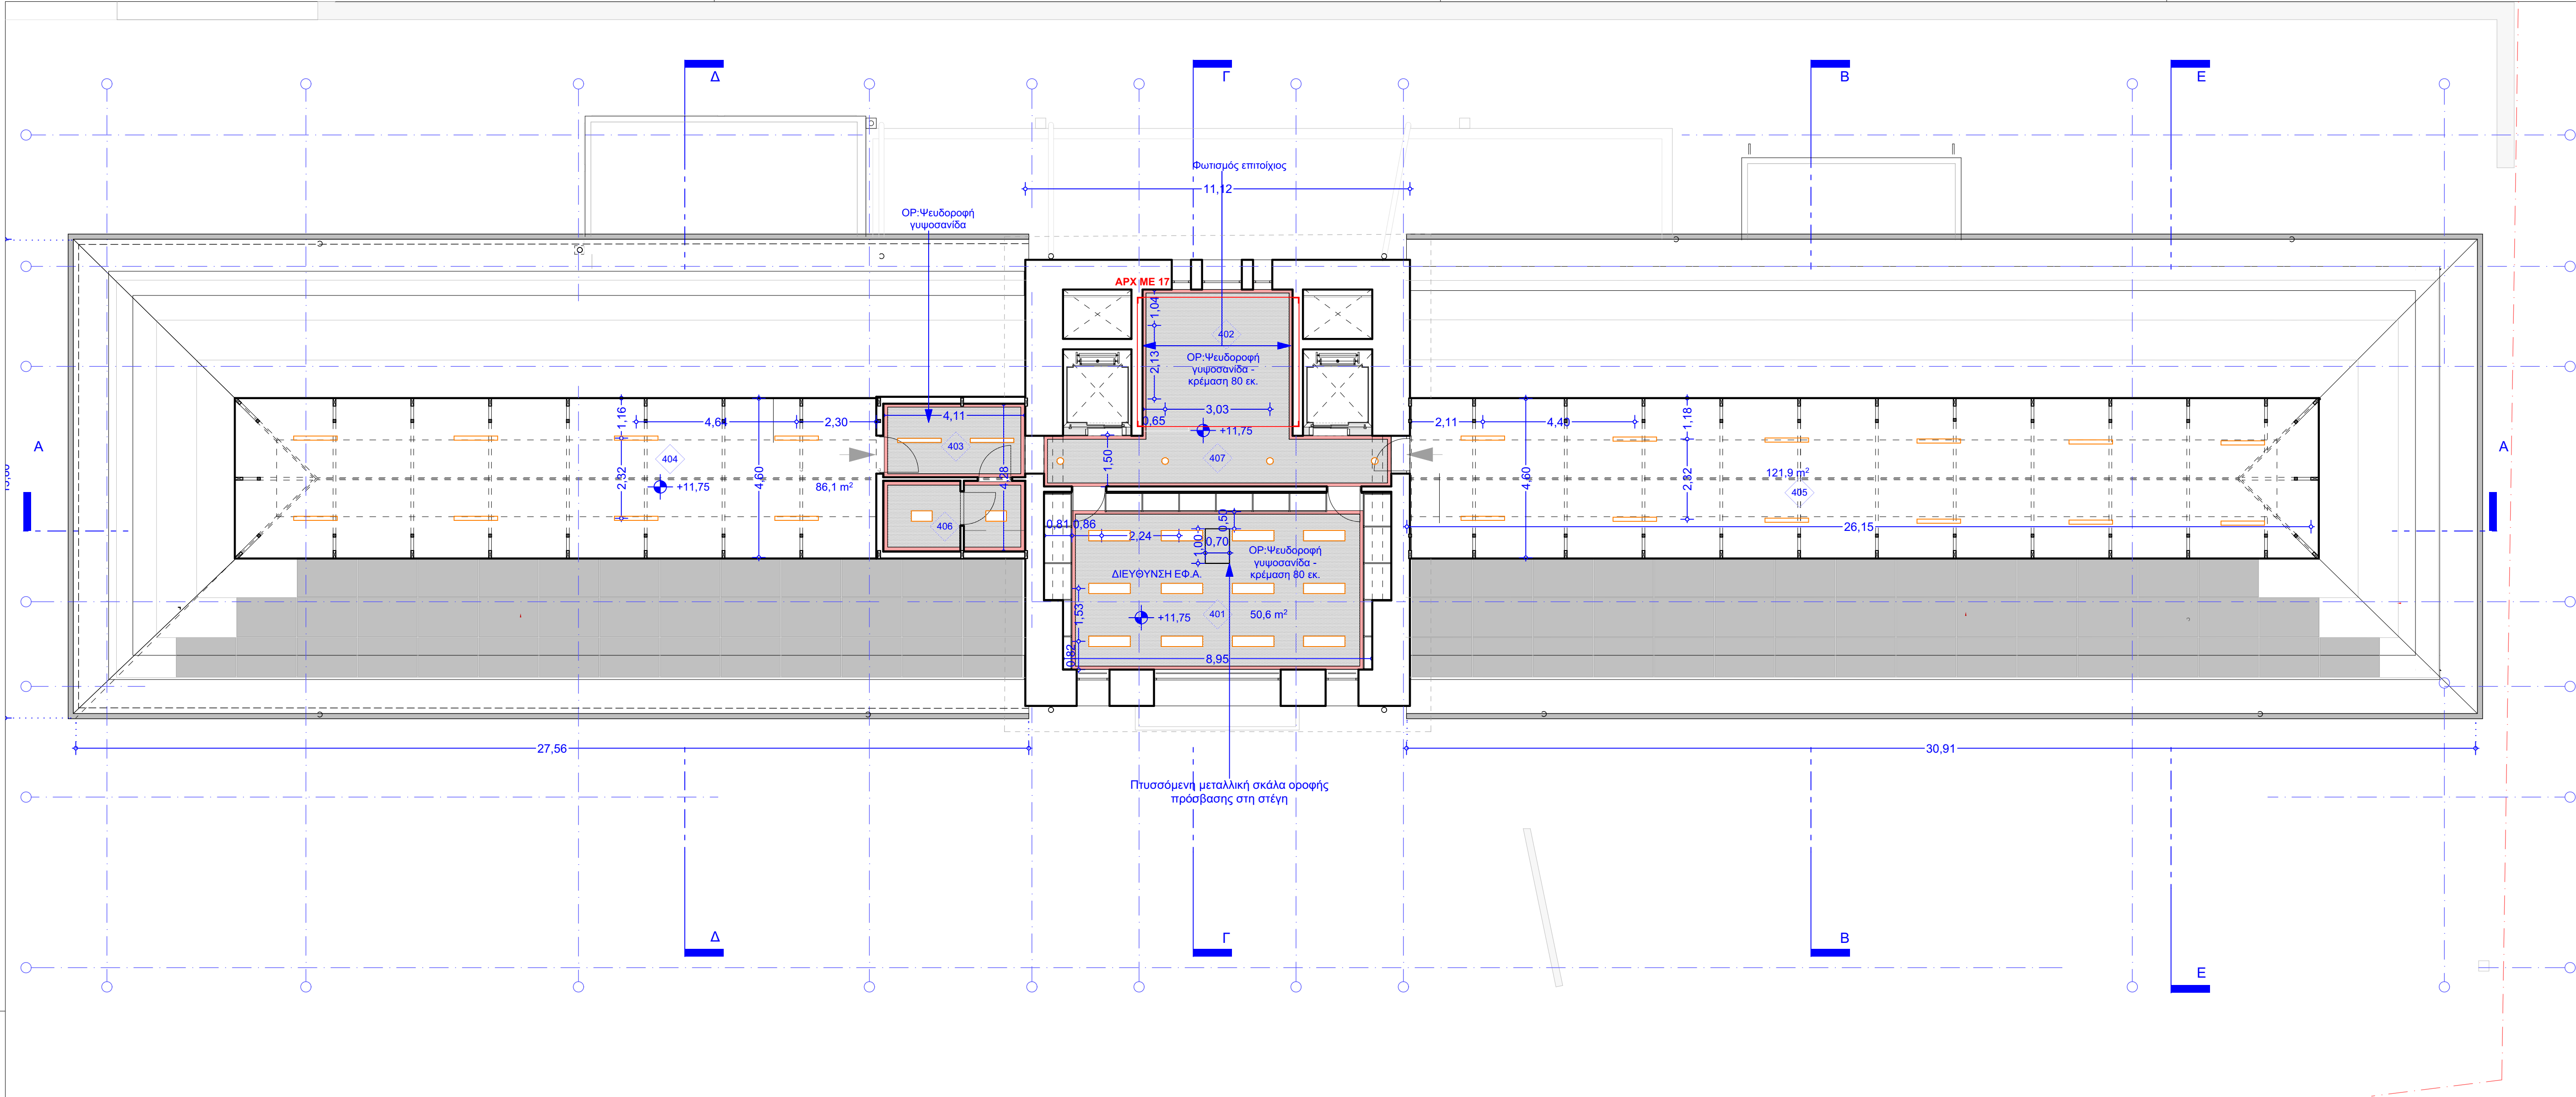 Δ
Γ
Β
Ε
Φωτισμός επιτοίχιος
11,12
ΟΡ:Ψευδοροφή
γυψοσανίδα
ΑΡΧ ΜΕ 17
1,04
402
2,13
ΟΡ:Ψευδοροφή
γυψοσανίδα -
κρέμαση 80 εκ.
3,03
0,65
+11,75
4,11
403
4,28
406
1,16
2,30
2,32
4,60
404
+11,75
86,1 m²
407
1,50
2,11
4,49
1,18
4,60
2,32
121,9 m²
405
26,15
Α
Α
0,81
0,86
2,24
0,50
1,00
0,70
ΟΡ:Ψευδοροφή
γυψοσανίδα -
κρέμαση 80 εκ.
ΔΙΕΥΘΥΝΣΗ ΕΦ.Α.
1,53
+11,75
401
50,6 m²
0,82
8,95
27,56
30,91
Πτυσσόμενη μεταλλική σκάλα οροφής
πρόσβασης στη στέγη
Δ
Γ
Β
Ε